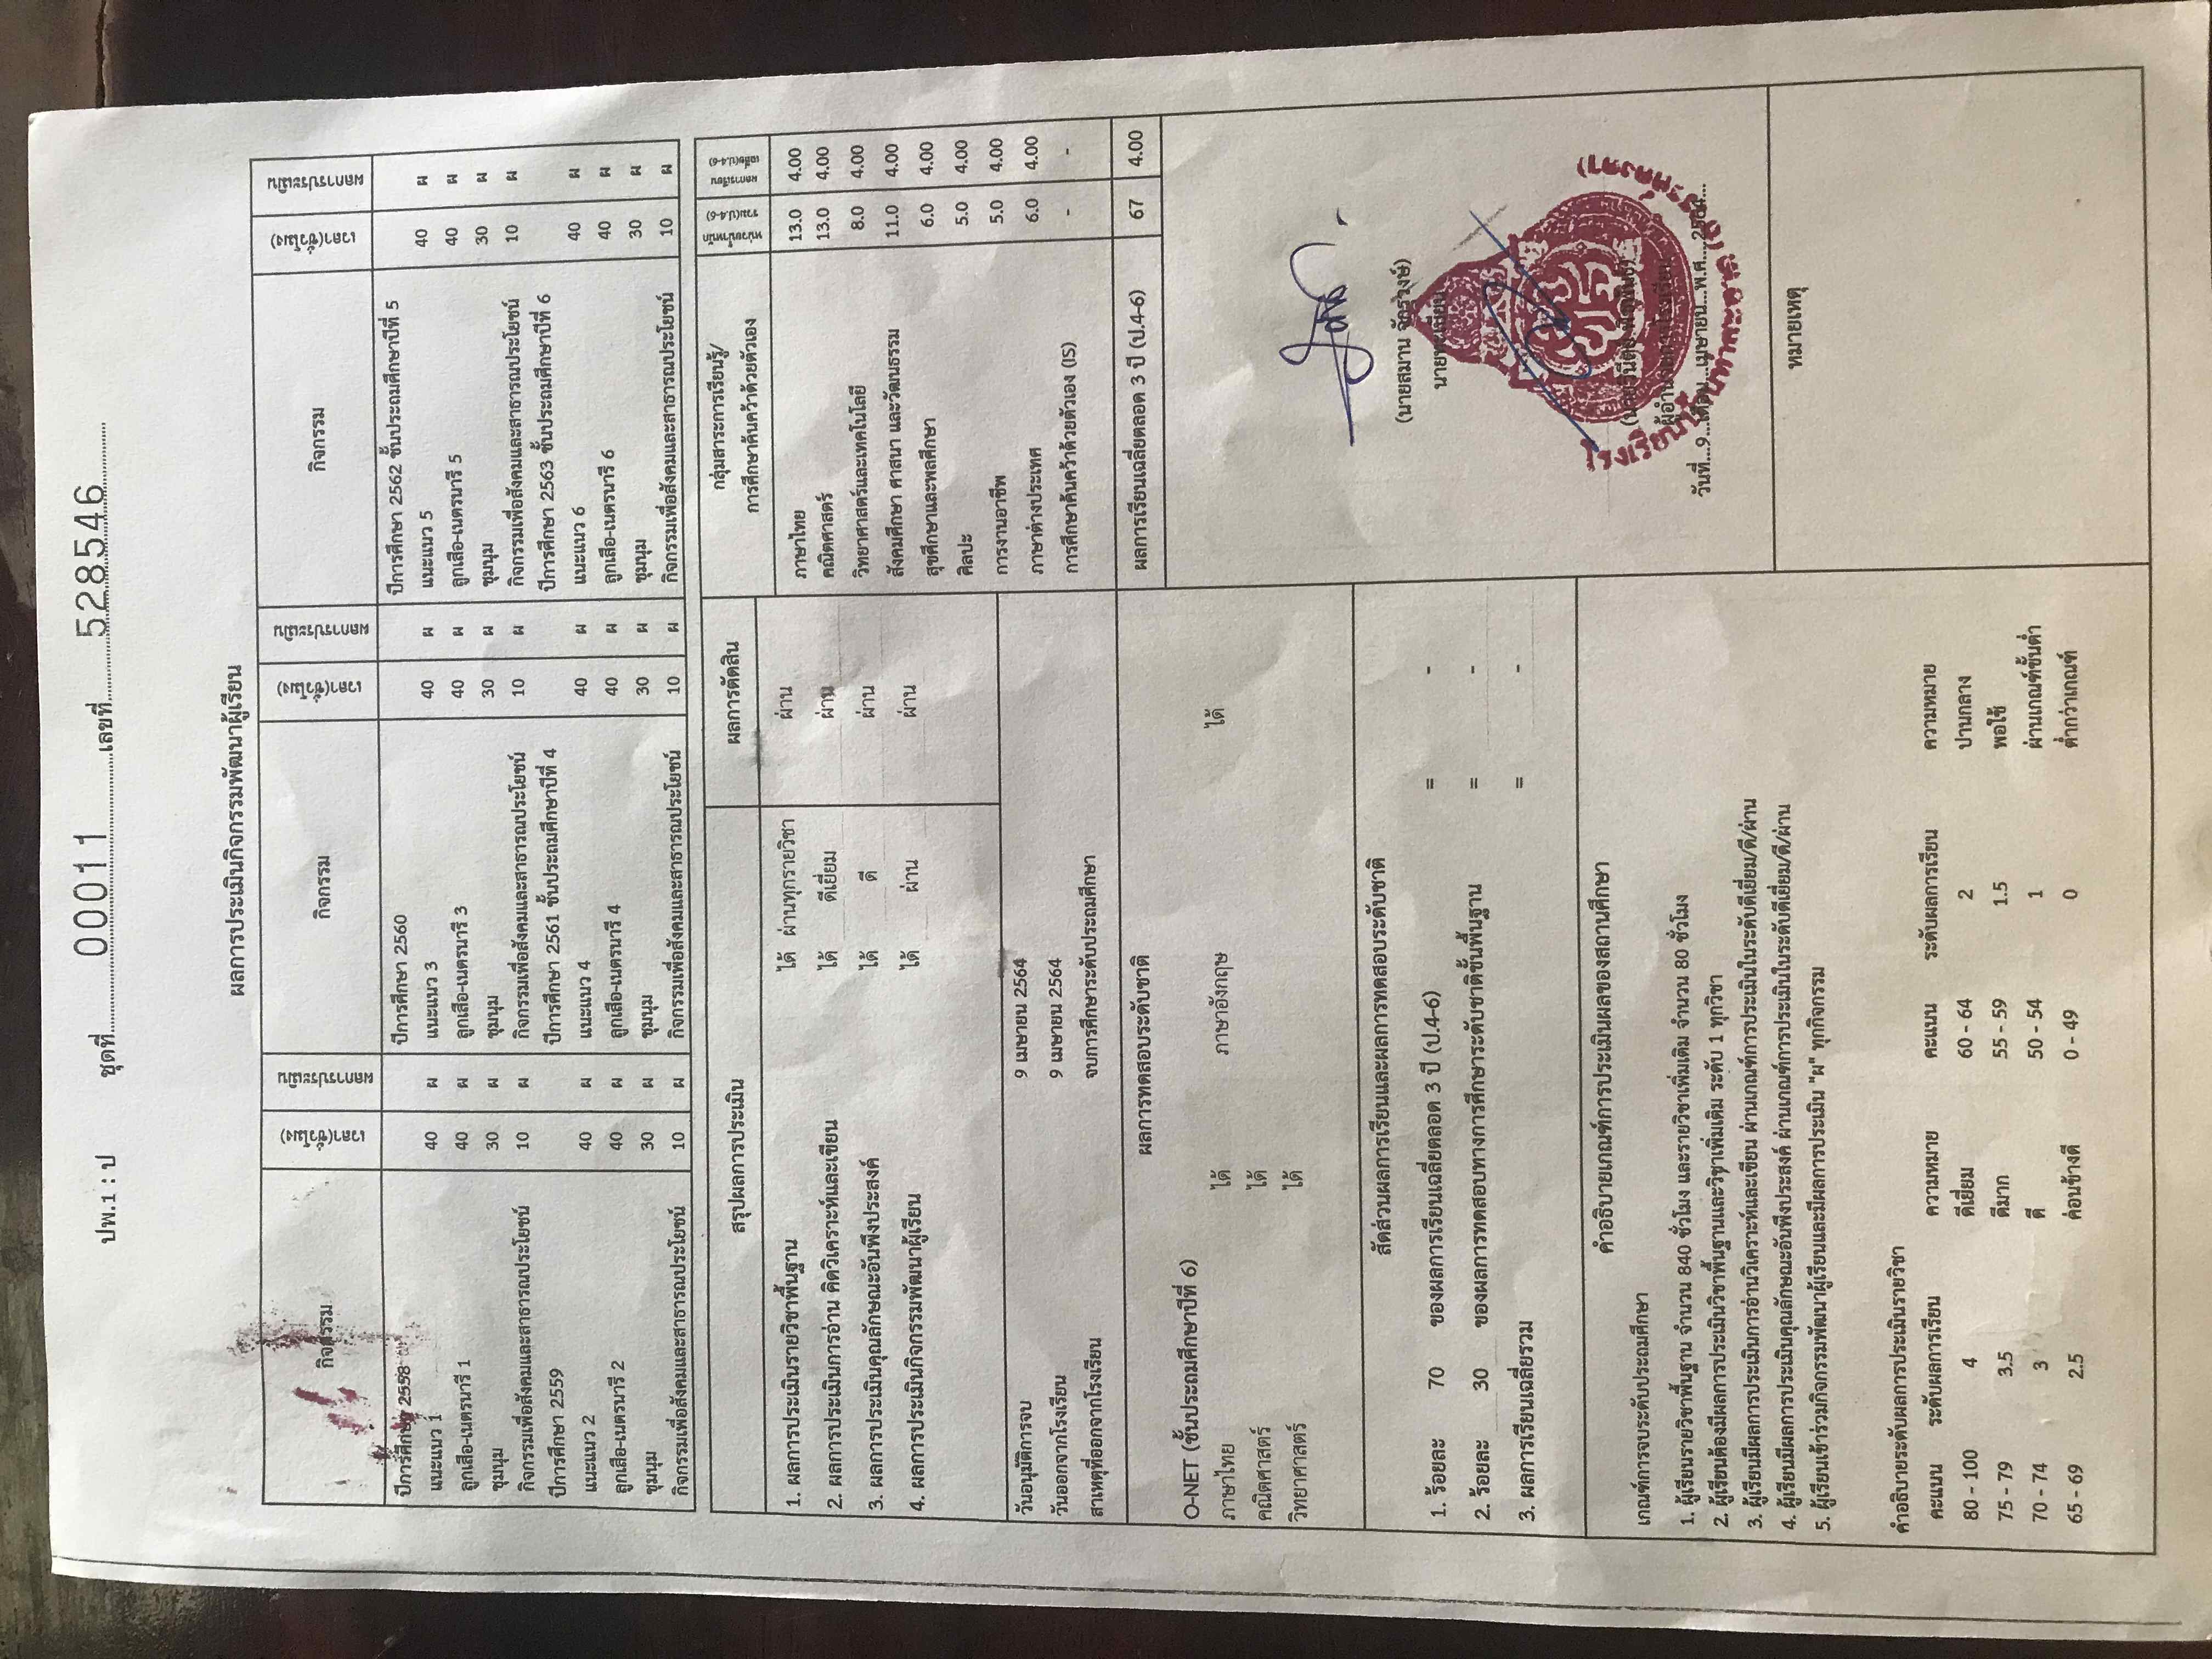 ปพ.1 : ป ชุดที่ 00011 เลขที่ 5285546
ผลการประเมินกิจกรรมพัฒนาผู้เรียน
กิจกรรม เวลา(ชั่วโมง) ผลการประเมิน กิจกรรม เวลา(ชั่วโมง) ผลการประเมิน กิจกรรม เวลา(ชั่วโมง) ผลการประเมิน
ปีการศึกษา 2558 ปีการศึกษา 2560 ปีการศึกษา 2562 ชั้นประถมศึกษาปีที่ 5
แนะแนว 1 40 ผ แนะแนว 3 40 ผ แนะแนว 5 40 ผ
ลูกเสือ-เนตรนารี 1 40 ผ ลูกเสือ-เนตรนารี 3 40 ผ ลูกเสือ-เนตรนารี 5 40 ผ
ชุมนุม 30 ผ ชุมนุม 30 ผ ชุมนุม 30 ผ
กิจกรรมเพื่อสังคมและสาธารณประโยชน์ 10 ผ กิจกรรมเพื่อสังคมและสาธารณประโยชน์ 10 ผ กิจกรรมเพื่อสังคมและสาธารณประโยชน์ 10 ผ
ปีการศึกษา 2559 ปีการศึกษา 2561 ชั้นประถมศึกษาปีที่ 4 ปีการศึกษา 2563 ชั้นประถมศึกษาปีที่ 6
แนะแนว 2 40 ผ แนะแนว 4 40 ผ แนะแนว 6 40 ผ
ลูกเสือ-เนตรนารี 2 40 ผ ลูกเสือ-เนตรนารี 4 40 ผ ลูกเสือ-เนตรนารี 6 40 ผ
ชุมนุม 30 ผ ชุมนุม 30 ผ ชุมนุม 30 ผ
กิจกรรมเพื่อสังคมและสาธารณประโยชน์ 10 ผ กิจกรรมเพื่อสังคมและสาธารณประโยชน์ 10 ผ กิจกรรมเพื่อสังคมและสาธารณประโยชน์ 10 ผ
สรุปผลการประเมิน ผลการตัดสิน
1. ผลการประเมินรายวิชาพื้นฐาน ได้ ผ่านทุกรายวิชา ผ่าน
2. ผลการประเมินการอ่าน คิดวิเคราะห์และเขียน ได้ ดีเยี่ยม ผ่าน
3. ผลการประเมินคุณลักษณะอันพึงประสงค์ ได้ ดี ผ่าน
4. ผลการประเมินกิจกรรมพัฒนาผู้เรียน ได้ ผ่าน ผ่าน
วันอนุมัติการจบ 9 เมษายน 2564
วันออกจากโรงเรียน 9 เมษายน 2564
สาเหตุที่ออกจากโรงเรียน จบการศึกษาระดับประถมศึกษา
ผลการทดสอบระดับชาติ
O-NET (ชั้นประถมศึกษาปีที่ 6)
ภาษาไทย ได้ ภาษาอังกฤษ ได้
คณิตศาสตร์ ได้
วิทยาศาสตร์ ได้
สัดส่วนผลการเรียนและผลการทดสอบระดับชาติ
1. ร้อยละ 70 ของผลการเรียนเฉลี่ยตลอด 3 ปี (ป.4-6) = -
2. ร้อยละ 30 ของผลการทดสอบทางการศึกษาระดับชาติขั้นพื้นฐาน = -
3. ผลการเรียนเฉลี่ยรวม = -
คำอธิบายเกณฑ์การประเมินผลของสถานศึกษา
เกณฑ์การจบระดับประถมศึกษา
1. ผู้เรียนรายวิชาพื้นฐาน จำนวน 840 ชั่วโมง และรายวิชาเพิ่มเติม จำนวน 80 ชั่วโมง
2. ผู้เรียนต้องมีผลการประเมินวิชาพื้นฐานและวิชาเพิ่มเติม ระดับ 1 ทุกวิชา
3. ผู้เรียนมีผลการประเมินการอ่านวิเคราะห์และเขียน ผ่านเกณฑ์การประเมินในระดับดีเยี่ยม/ดี/ผ่าน
4. ผู้เรียนมีผลการประเมินคุณลักษณะอันพึงประสงค์ ผ่านเกณฑ์การประเมินในระดับดีเยี่ยม/ดี/ผ่าน
5. ผู้เรียนเข้าร่วมกิจกรรมพัฒนาผู้เรียนและมีผลการประเมิน "ผ" ทุกกิจกรรม
คำอธิบายระดับผลการประเมินรายวิชา
คะแนน ระดับผลการเรียน ความหมาย คะแนน ระดับผลการเรียน ความหมาย
80 - 100 4 ดีเยี่ยม 60 - 64 2 ปานกลาง
75 - 79 3.5 ดีมาก 55 - 59 1.5 พอใช้
70 - 74 3 ดี 50 - 54 1 ผ่านเกณฑ์ขั้นต่ำ
65 - 69 2.5 ค่อนข้างดี 0 - 49 0 ต่ำกว่าเกณฑ์
กลุ่มสาระการเรียนรู้/ หน่วยน้ำหนัก ผลการเรียน
การศึกษาค้นคว้าด้วยตัวเอง รวม(ป.4-6) เฉลี่ย(ป.4-6)
ภาษาไทย 13.0 4.00
คณิตศาสตร์ 13.0 4.00
วิทยาศาสตร์และเทคโนโลยี 8.0 4.00
สังคมศึกษา ศาสนา และวัฒนธรรม 11.0 4.00
สุขศึกษาและพลศึกษา 6.0 4.00
ศิลปะ 5.0 4.00
การงานอาชีพ 5.0 4.00
ภาษาต่างประเทศ 6.0 4.00
การศึกษาค้นคว้าด้วยตัวเอง (IS) - -
ผลการเรียนเฉลี่ยตลอด 3 ปี (ป.4-6) 67 4.00
(นายสมาน จักรวงษ์)
นายทะเบียน
ผู้อำนวยการโรงเรียน
วันที่ 9 เดือน เมษายน พ.ศ. 2564
หมายเหตุ